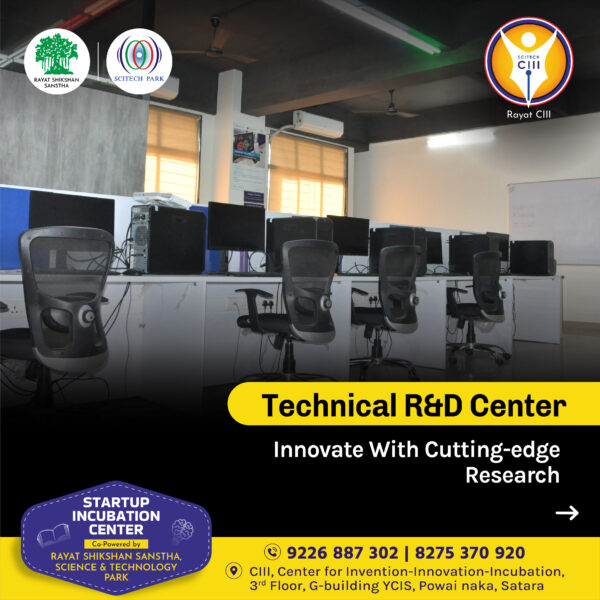 RAYAT SHIKSHAN
SANSTHA
SCITECH PARK
SCITECH
CIII
Rayat CIII
Technical R&D Center
Innovate With Cutting-edge
Research
STARTUP
INCUBATION
CENTER
Co-Powered by
RAYAT SHIKSHAN SANSTHA,
SCIENCE & TECHNOLOGY
PARK
9226 887 302 | 8275 370 920
CIII, Center for Invention-Innovation-Incubation,
3rd Floor, G-building YCIS, Powai naka, Satara